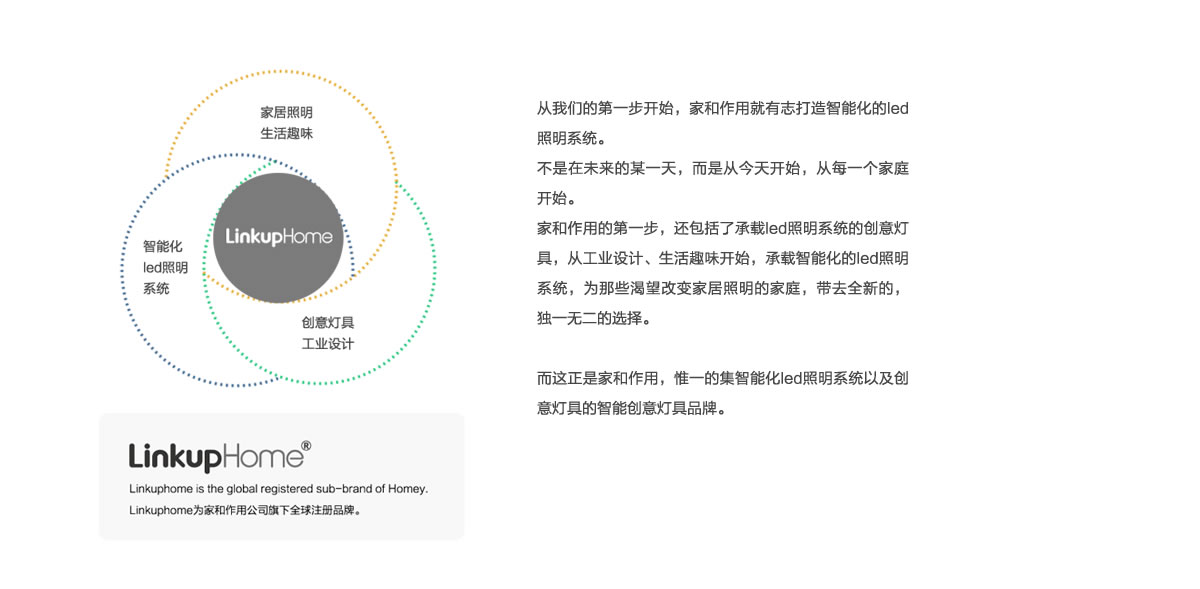 家居照明
生活趣味
LinkupHome
智能化
led照明
系统
创意灯具
工业设计
LinkupHome®
Linkuphome is the global registered sub-brand of Homey.
Linkuphome为家和作用公司旗下全球注册品牌。
从我们的第一步开始，家和作用就有志打造智能化的led
照明系统。
不是在未来的某一天，而是从今天开始，从每一个家庭
开始。
家和作用的第一步，还包括了承载led照明系统的创意灯
具，从工业设计、生活趣味开始，承载智能化的led照明
系统，为那些渴望改变家居照明的家庭，带去全新的，
独一无二的选择。
而这正是家和作用，惟一的集智能化led照明系统以及创
意灯具的智能创意灯具品牌。